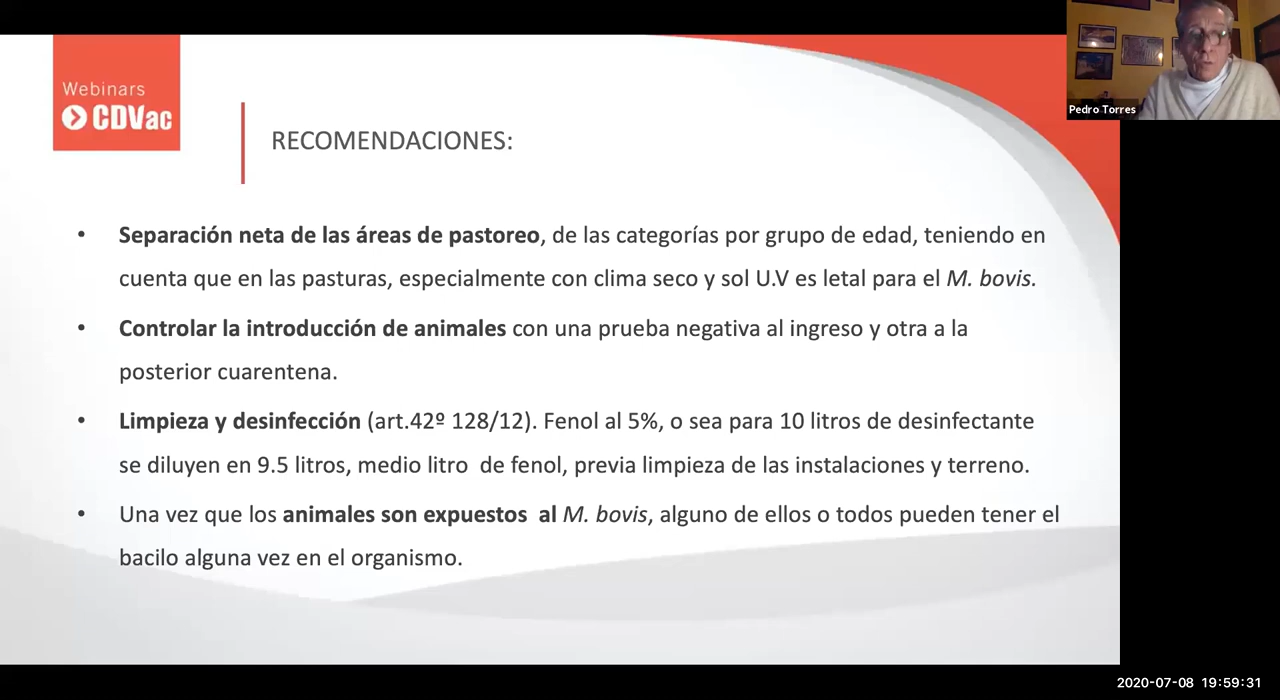 Webinars
CDVac
RECOMENDACIONES:
Pedro Torres
• Separación neta de las áreas de pastoreo, de las categorías por grupo de edad, teniendo en
cuenta que en las pasturas, especialmente con clima seco y sol U.V es letal para el M. bovis.
• Controlar la introducción de animales con una prueba negativa al ingreso y otra a la
posterior cuarentena.
• Limpieza y desinfección (art.42º 128/12). Fenol al 5%, o sea para 10 litros de desinfectante
se diluyen en 9.5 litros, medio litro  de fenol, previa limpieza de las instalaciones y terreno.
• Una vez que los animales son expuestos  al M. bovis, alguno de ellos o todos pueden tener el
bacilo alguna vez en el organismo.
2020-07-08 19:59:31